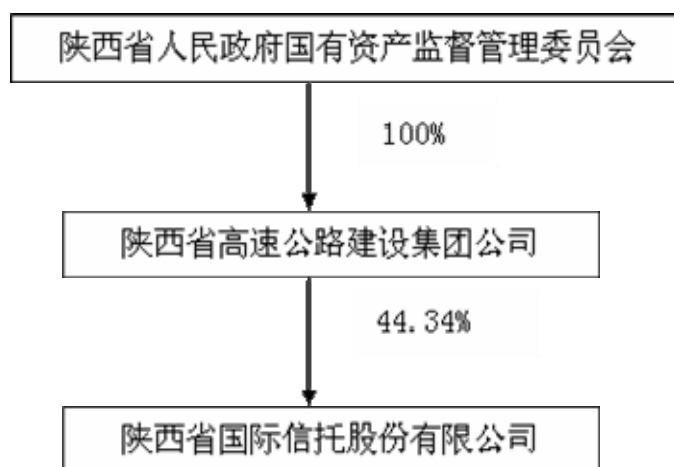 陕西省人民政府国有资产监督管理委员会
100%
陕西省高速公路建设集团公司
44.34%
陕西省国际信托股份有限公司